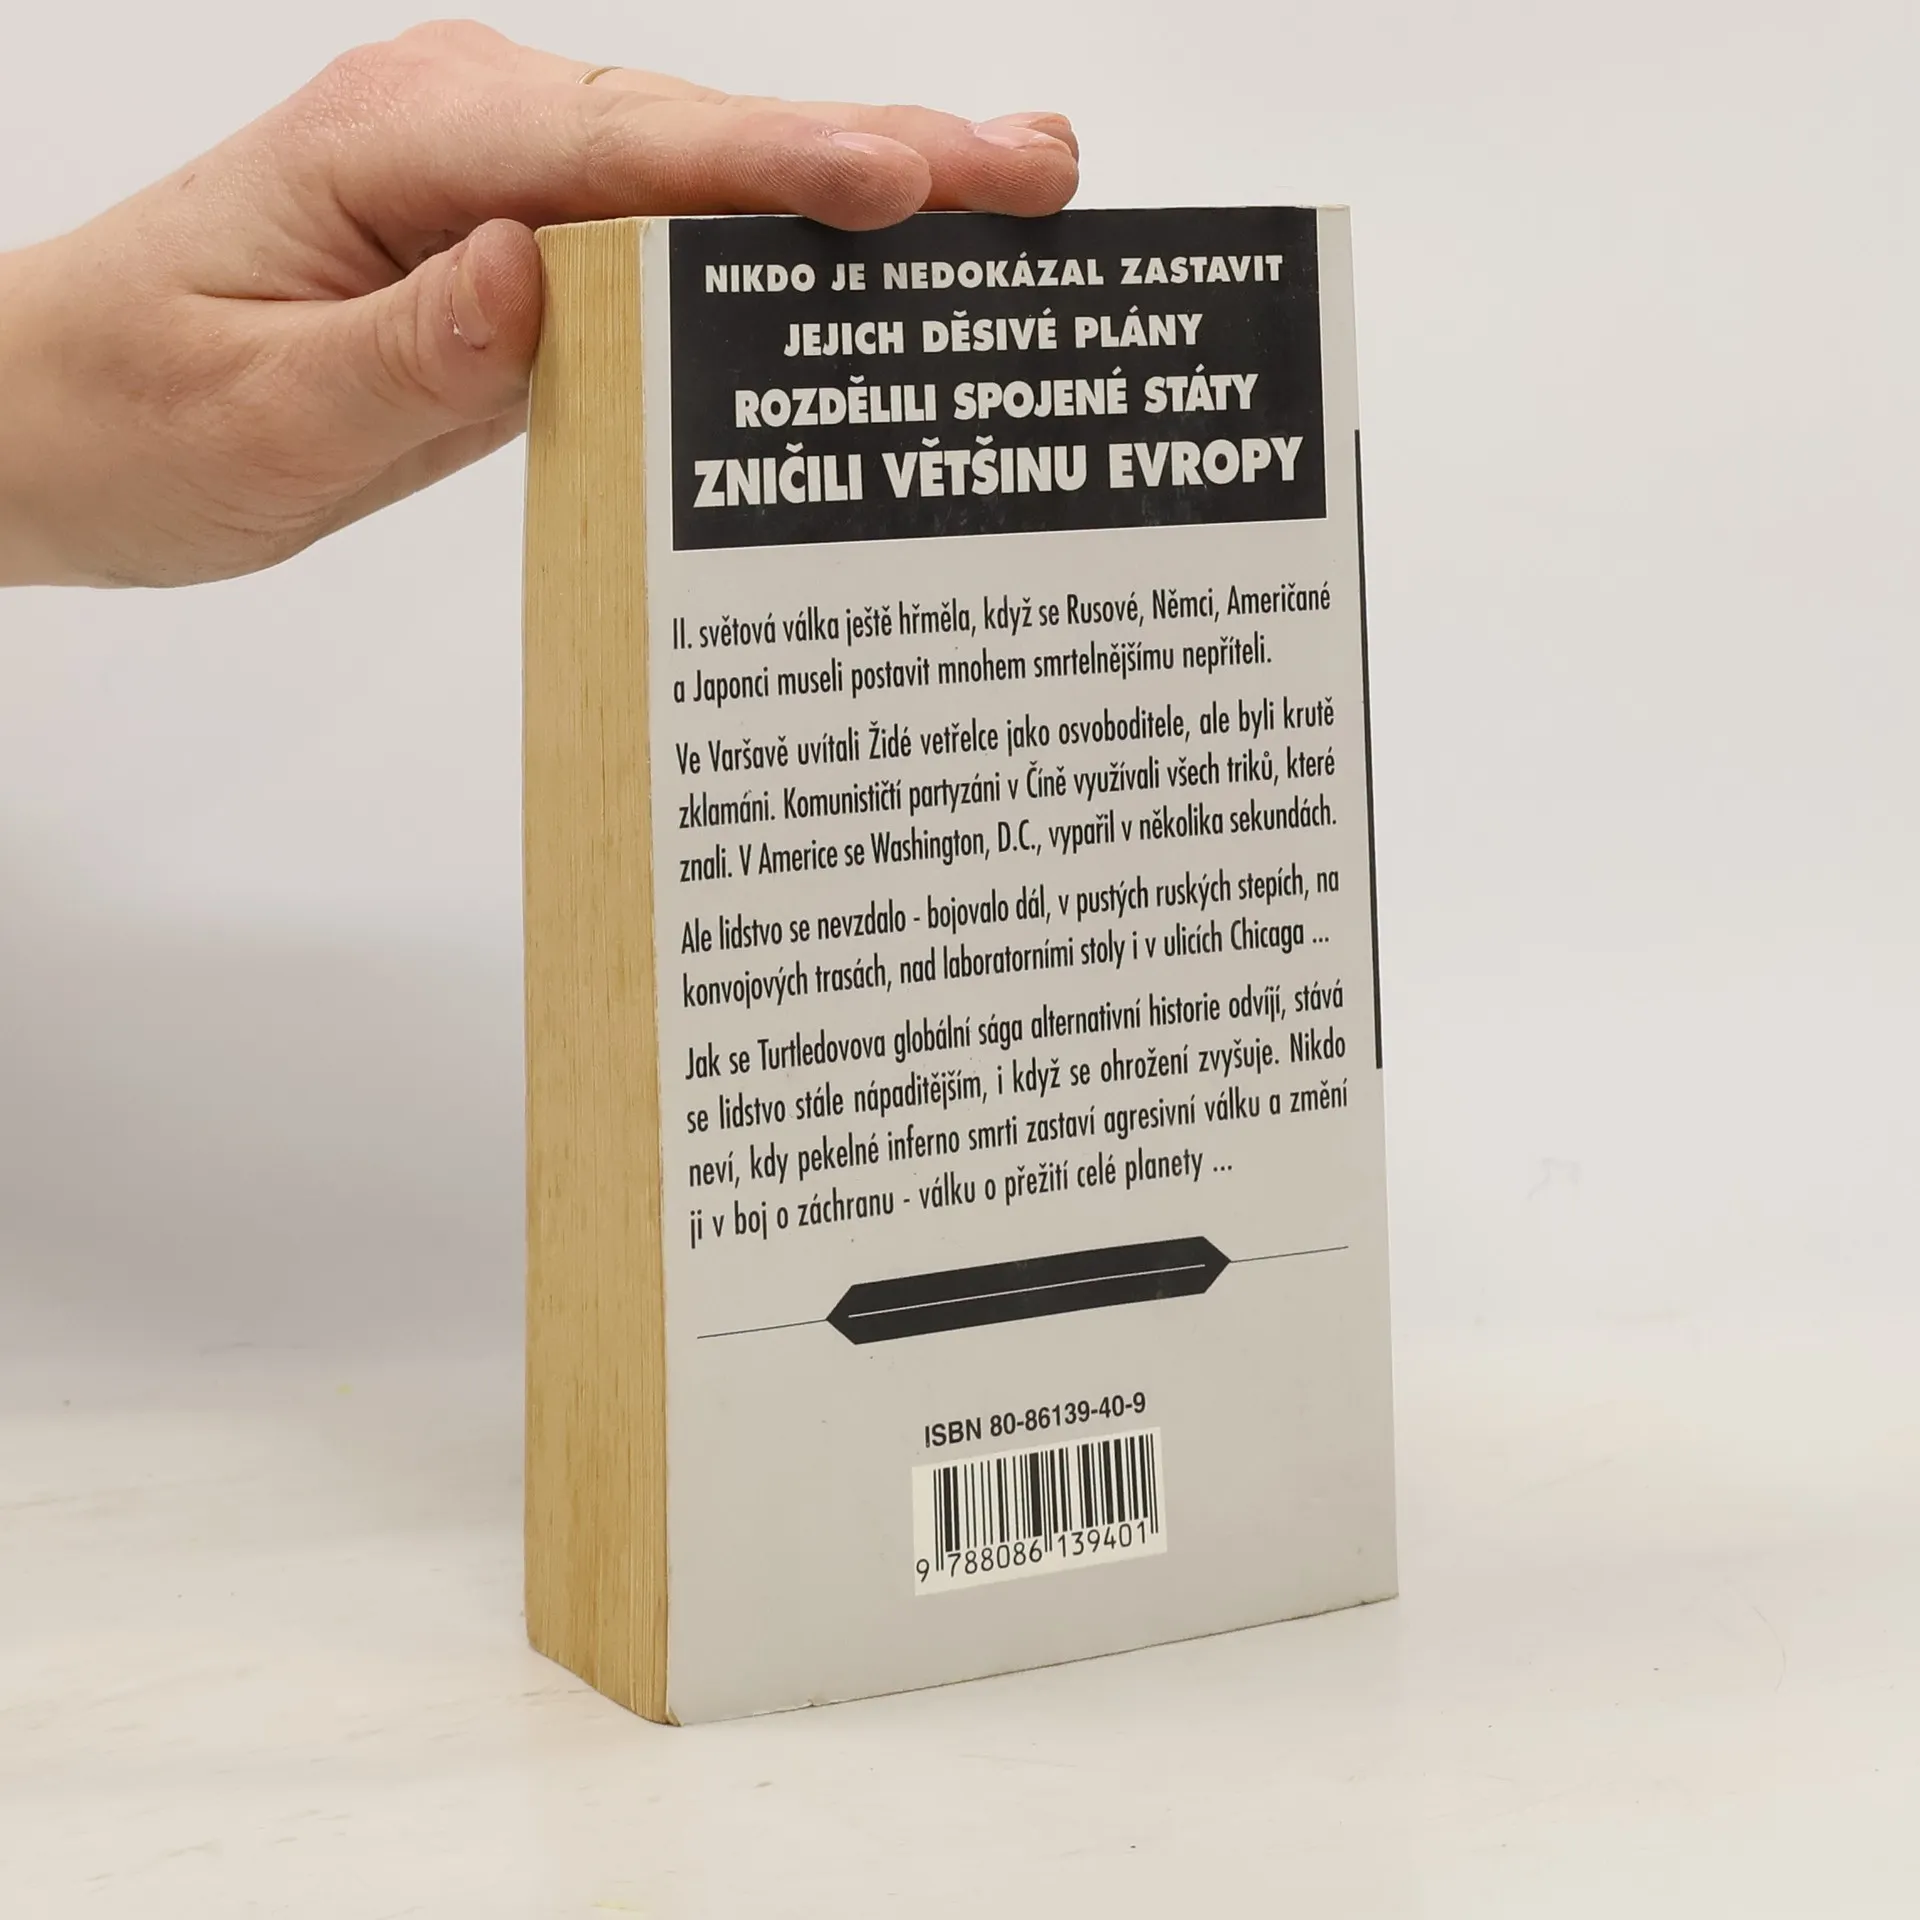 NIKDO JE NEDOKÁZAL ZASTAVIT
JEJICH DĚSIVÉ PLÁNY
ROZDĚLILI SPOJENÉ STÁTY
ZNIČILI VĚTŠINU EVROPY
II. světová válka ještě hřměla, když se Rusové, Němci, Američané
a Japonci museli postavit mnohem smrtelnějšímu nepříteli.
Ve Varšavě uvítali Židé vetřelce jako osvoboditele, ale byli krutě
zklamáni. Komunističtí partyzáni v Číně využívali všech triků, které
znali. V Americe se Washington, D.C., vypařil v několika sekundách.
Ale lidstvo se nevzdalo - bojovalo dál, v pustých ruských stepích, na
konvojových trasách, nad laboratorními stoly i v ulicích Chicaga ...
Jak se Turtledovova globální sága alternativní historie odvíjí, stává
se lidstvo stále nápaditějším, i když se ohrožení zvyšuje. Nikdo
neví, kdy pekelné inferno smrti zastaví agresivní válku a změní
ji v boj o záchranu - válku o přežití celé planety ...
ISBN 80-86139-40-9
9 788086 139401